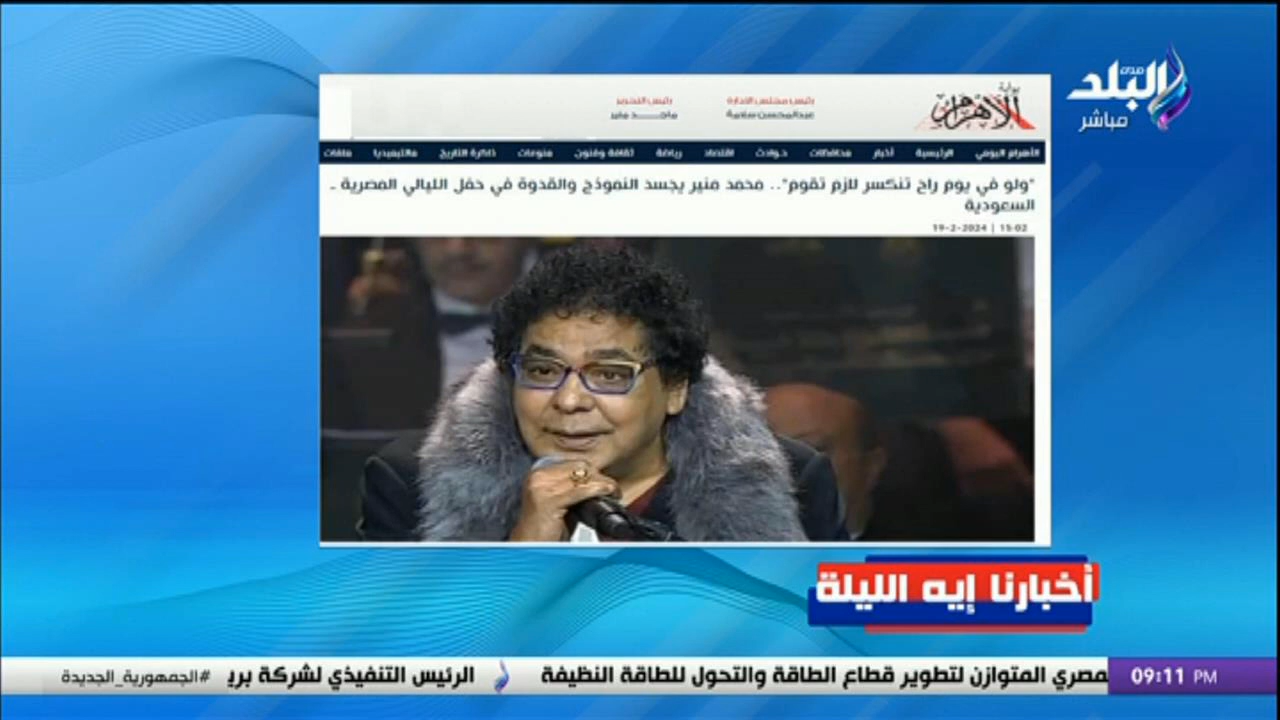 صدى
البلد
مباشر
بوابة
الأهرام
رئيس مجلس الادارة
عبدالمحسن سلامة
رئيس التحرير
ماجد منير
الأهرام اليومي الرئيسية أخبار محافظات حوادث اقتصاد رياضة ثقافة وفنون منوعات ذاكرة التاريخ مالتيميديا ملفات
"ولو في يوم راح تنكسر لازم تقوم".. محمد منير يجسد النموذج والقدوة في حفل الليالي المصرية -
السعودية
19-2-2024 | 15:02
أخبارنا إيه الليلة
مصري المتوازن لتطوير قطاع الطاقة والتحول للطاقة النظيفة الرئيس التنفيذي لشركة بري #الجمهورية_الجديدة
09:11 PM